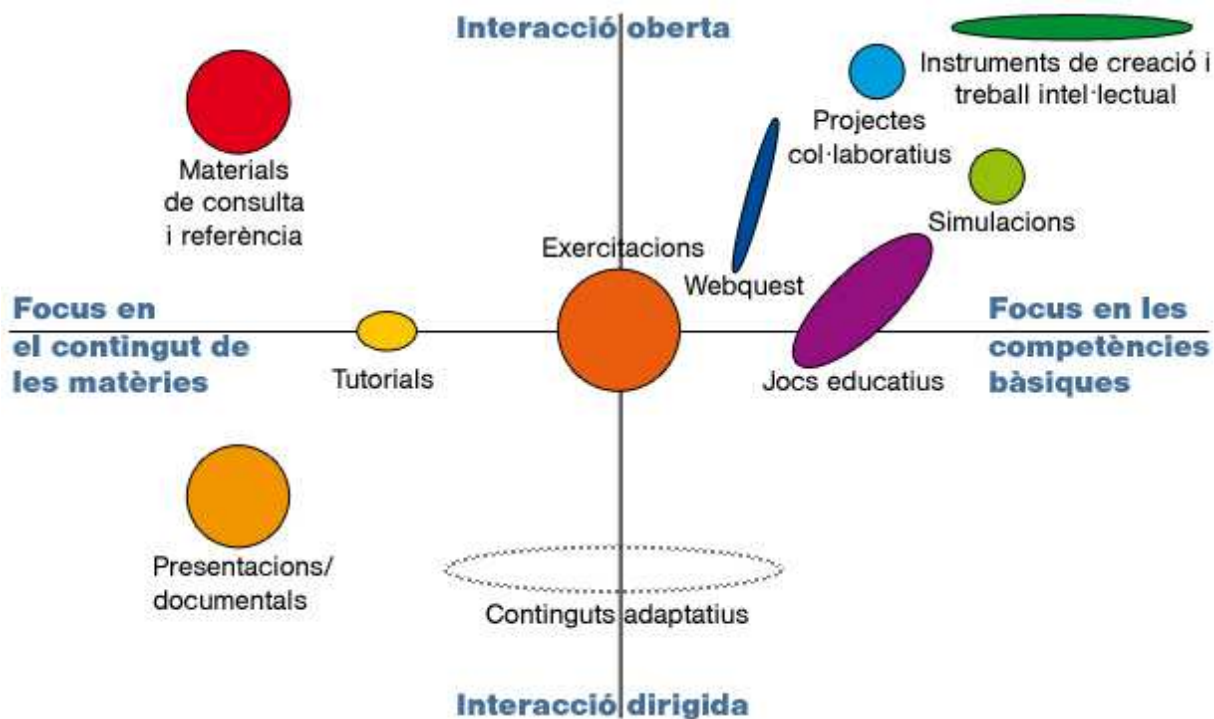 Interacció oberta
Instruments de creació i
treball intel·lectual
Projectes
col·laboratius
Materials
de consulta
i referència
Simulacions
Exercitacions
Webquest
Focus en
el contingut de
les matèries
Focus en les
competències
bàsiques
Tutorials
Jocs educatius
Presentacions/
documentals
Continguts adaptatius
Interacció dirigida